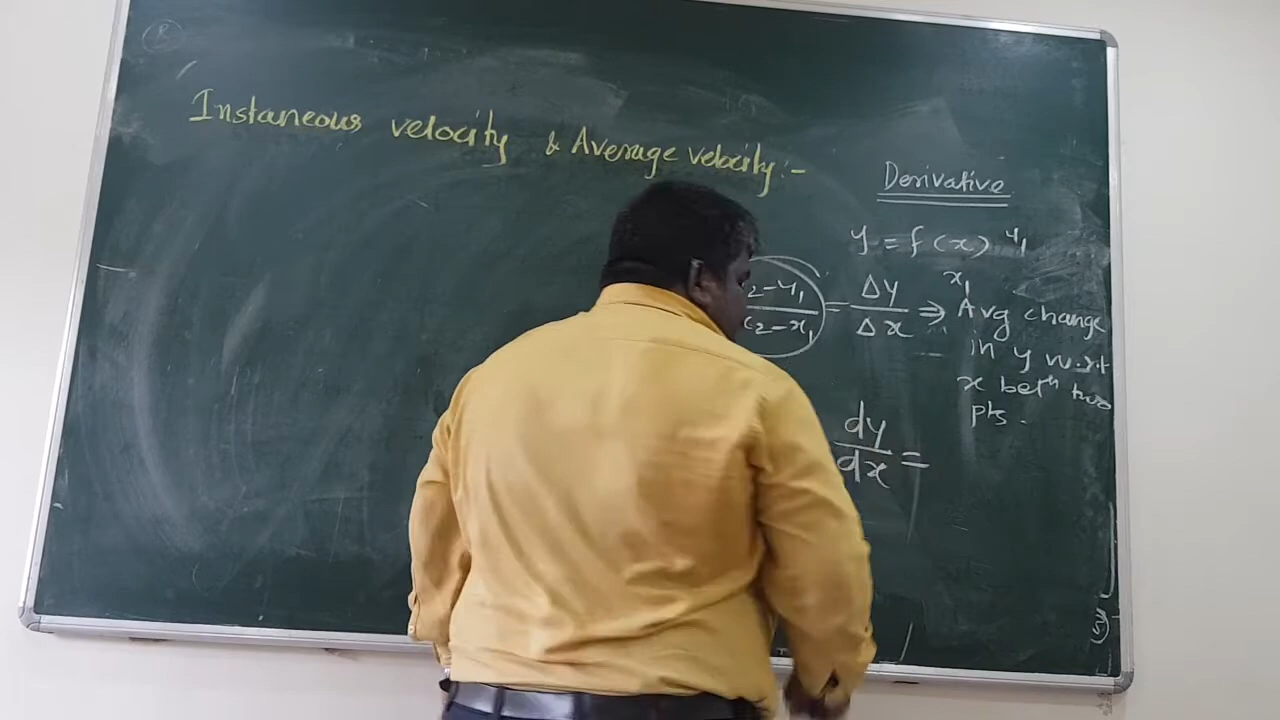 8
Instaneous velocity & Average velocity:-
Derivative
y = f(x) y₁
x₁
2-y₁ / 2-x₁ = Δy / Δx ⇒ Avg change
in y w.r.t
x betⁿ two
pts.
dy / dx =